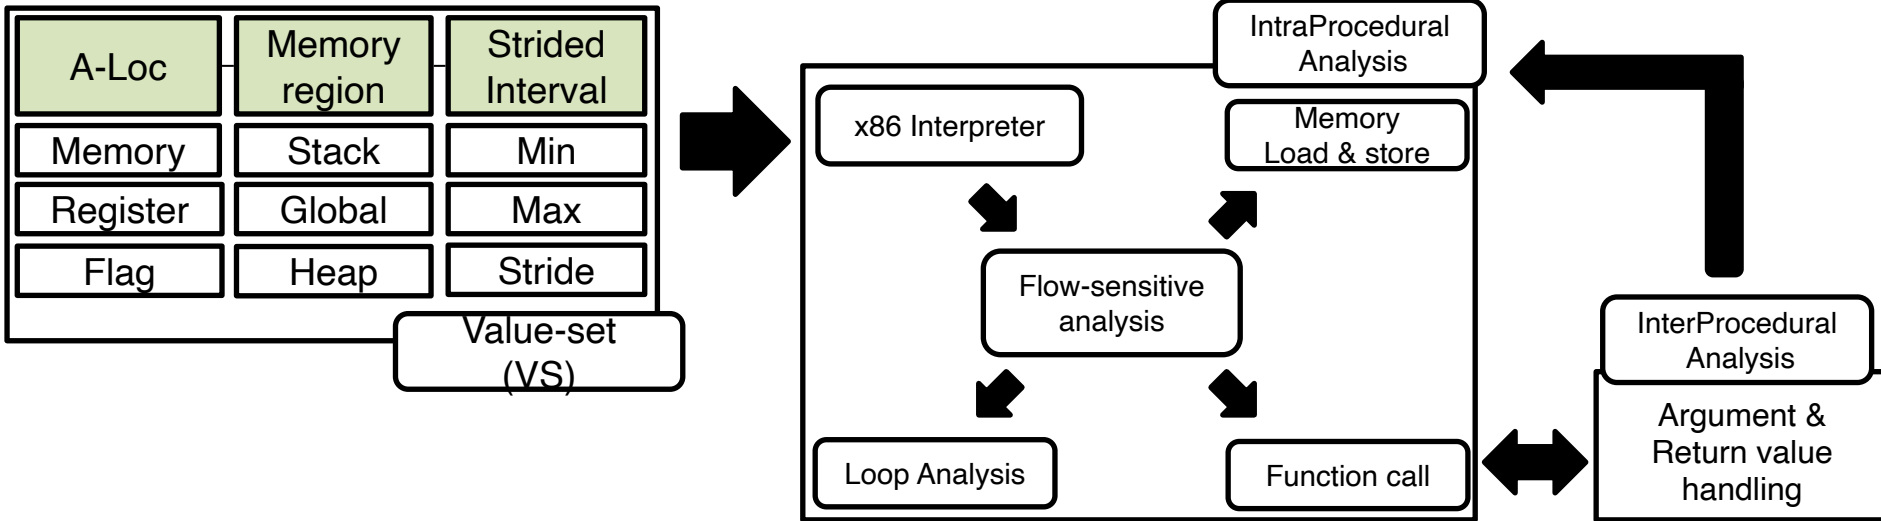 A-Loc
Memory
region
Strided
Interval
Memory
Stack
Min
Register
Global
Max
Flag
Heap
Stride
Value-set
(VS)
IntraProcedural
Analysis
x86 Interpreter
Memory
Load & store
Flow-sensitive
analysis
Loop Analysis
Function call
InterProcedural
Analysis
Argument &
Return value
handling